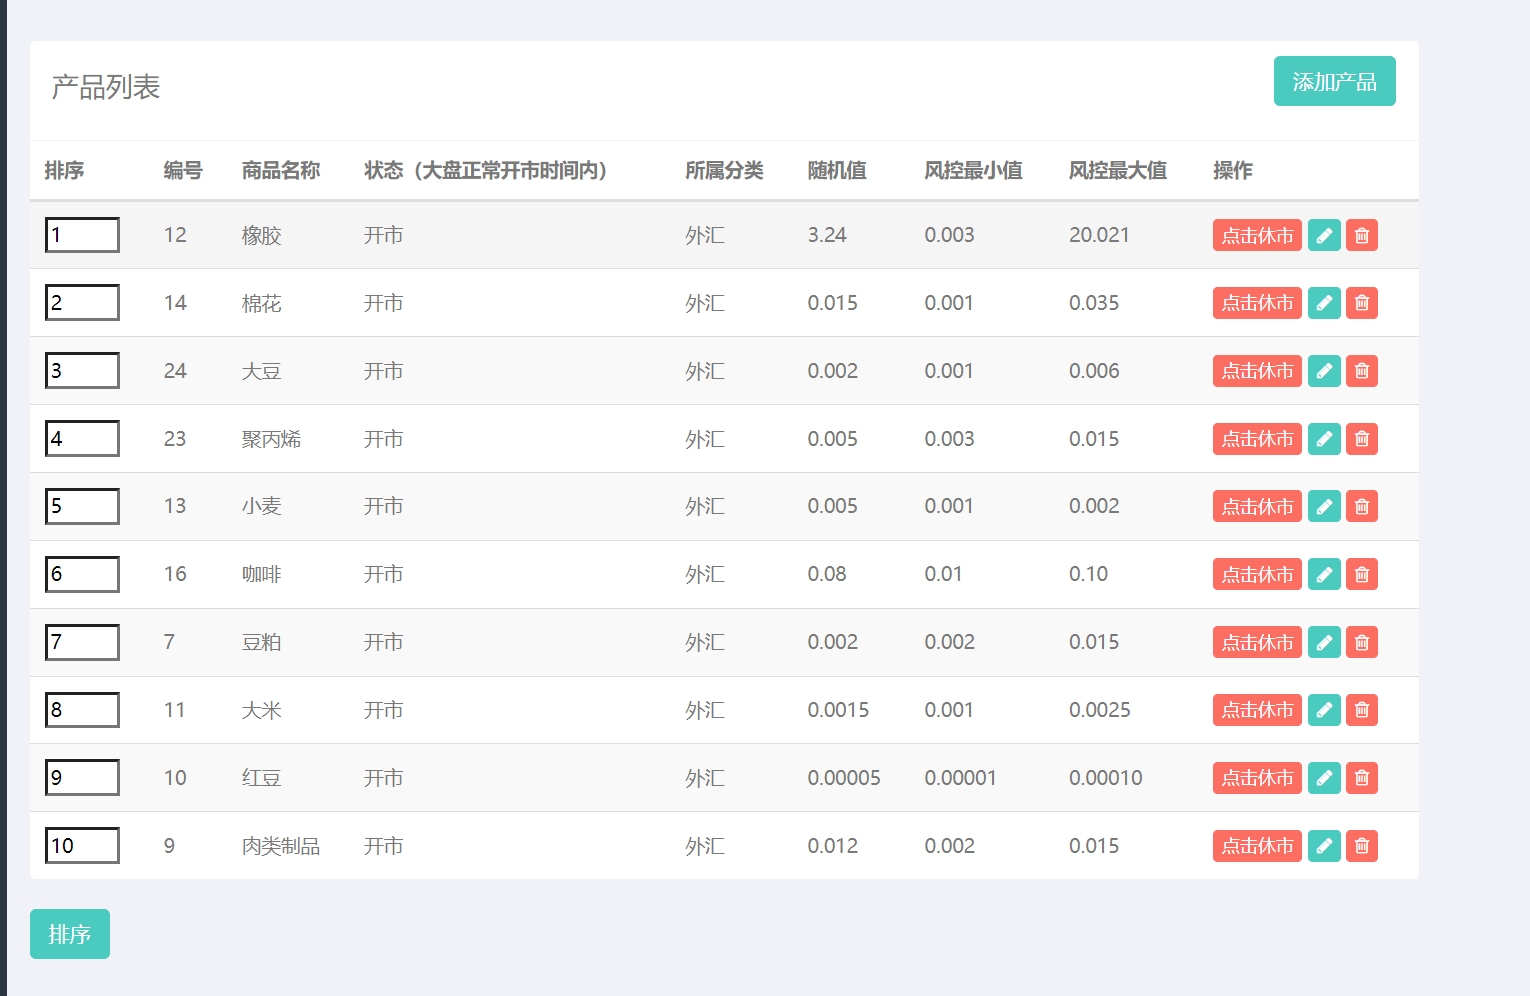 产品列表
添加产品
排序 编号 商品名称 状态（大盘正常开市时间内） 所属分类 随机值 风控最小值 风控最大值 操作
1 12 橡胶 开市 外汇 3.24 0.003 20.021 点击休市
2 14 棉花 开市 外汇 0.015 0.001 0.035 点击休市
3 24 大豆 开市 外汇 0.002 0.001 0.006 点击休市
4 23 聚丙烯 开市 外汇 0.005 0.003 0.015 点击休市
5 13 小麦 开市 外汇 0.005 0.001 0.002 点击休市
6 16 咖啡 开市 外汇 0.08 0.01 0.10 点击休市
7 7 豆粕 开市 外汇 0.002 0.002 0.015 点击休市
8 11 大米 开市 外汇 0.0015 0.001 0.0025 点击休市
9 10 红豆 开市 外汇 0.00005 0.00001 0.00010 点击休市
10 9 肉类制品 开市 外汇 0.012 0.002 0.015 点击休市
排序